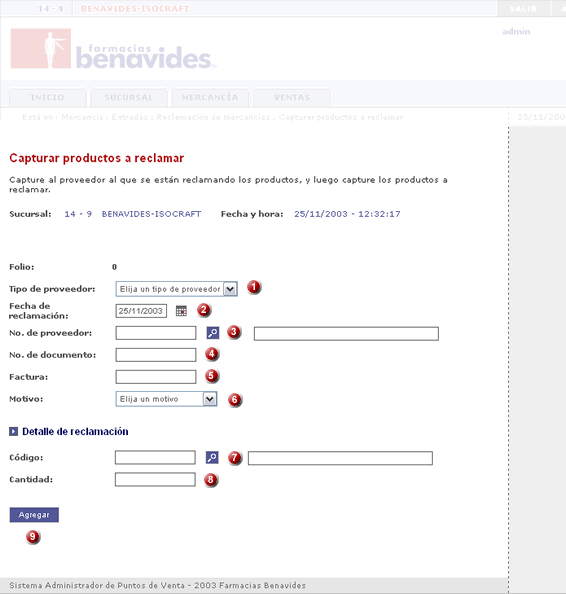 14 - 9 BENAVIDES-ISOCRAFT SALIR
admin
farmacias
benavides
INICIO SUCURSAL MERCANCÍA VENTAS
Está en : Mercancía : Entradas : Reclamación de mercancías : Capturar productos a reclamar 25/11/200
Capturar productos a reclamar
Capture al proveedor al que se están reclamando los productos, y luego capture los productos a
reclamar.
Sucursal: 14 - 9 BENAVIDES-ISOCRAFT Fecha y hora: 25/11/2003 - 12:32:17
Folio: 0
Tipo de proveedor: Elija un tipo de proveedor 1
Fecha de
reclamación: 25/11/2003 2
No. de proveedor: 3
No. de documento: 4
Factura: 5
Motivo: Elija un motivo 6
Detalle de reclamación
Código: 7
Cantidad: 8
Agregar
9
Sistema Administrador de Puntos de Venta - 2003 Farmacias Benavides